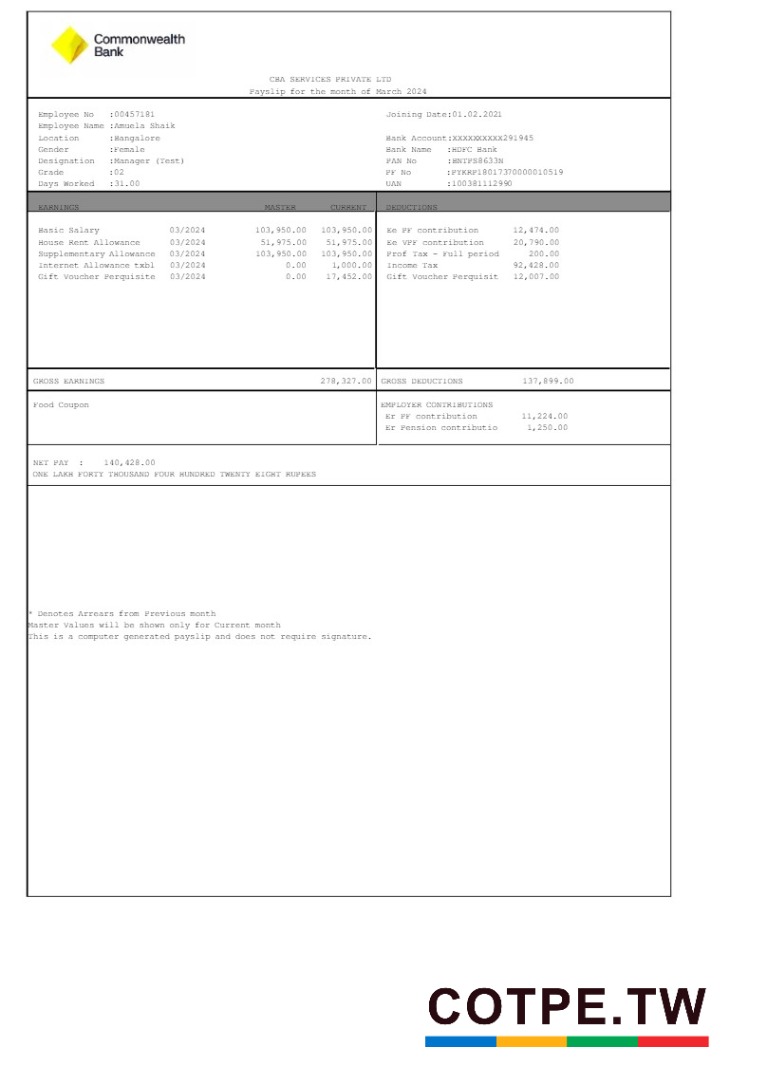 Commonwealth
Bank
CBA SERVICES PRIVATE LTD
Payslip for the month of March 2024
Employee No :00457181 Joining Date:01.02.2021
Employee Name :Amuela Shaik
Location :Bangalore Bank Account:XXXXXXXXXX291945
Gender :Female Bank Name :HDFC Bank
Designation :Manager (Test) PAN No :BNTPS8633N
Grade :02 PF No :PYKRP18017370000010519
Days Worked :31.00 UAN :100381112990
EARNINGS MASTER CURRENT DEDUCTIONS
Basic Salary 03/2024 103,950.00 103,950.00 Ee PF contribution 12,474.00
House Rent Allowance 03/2024 51,975.00 51,975.00 Ee VPF contribution 20,790.00
Supplementary Allowance 03/2024 103,950.00 103,950.00 Prof Tax - Full period 200.00
Internet Allowance txbl 03/2024 0.00 1,000.00 Income Tax 92,428.00
Gift Voucher Perquisite 03/2024 0.00 17,452.00 Gift Voucher Perquisit 12,007.00
GROSS EARNINGS 278,327.00 GROSS DEDUCTIONS 137,899.00
Food Coupon EMPLOYER CONTRIBUTIONS
Er PF contribution 11,224.00
Er Pension contributio 1,250.00
NET PAY : 140,428.00
ONE LAKH FORTY THOUSAND FOUR HUNDRED TWENTY EIGHT RUPEES
* Denotes Arrears from Previous month
Master Values will be shown only for Current month
This is a computer generated payslip and does not require signature.
COTPE.TW